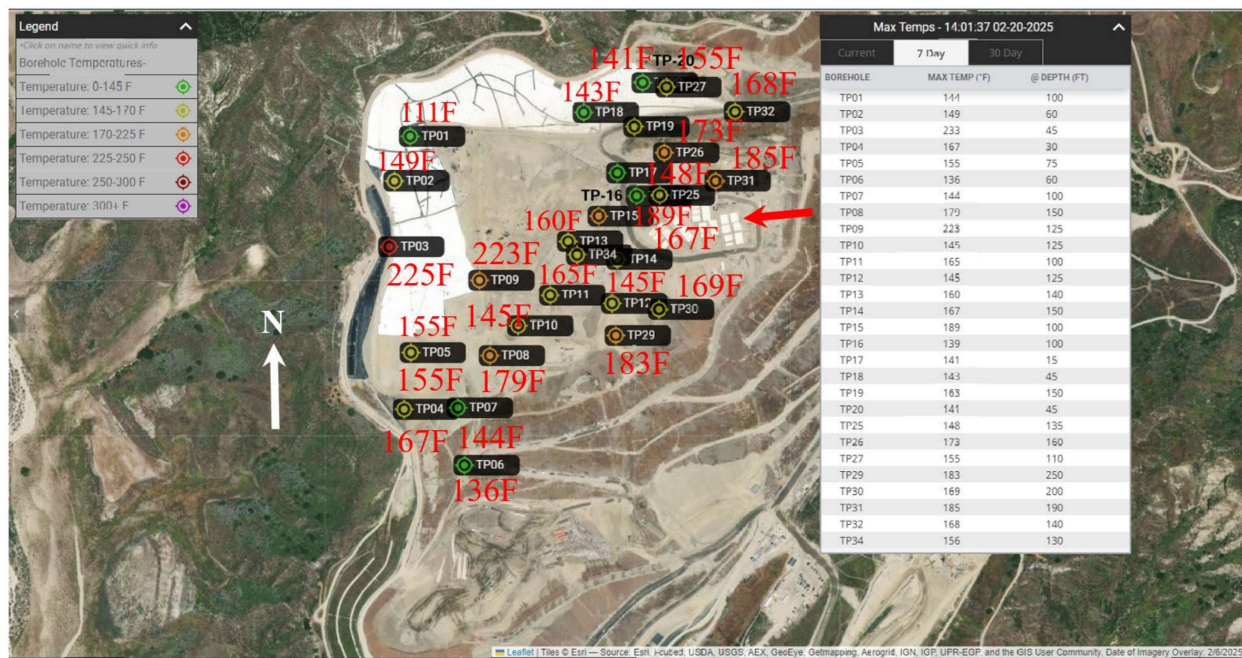 Legend
*Click on name to view quick info
Borehole Temperatures-
Temperature: 0-145 F
Temperature: 145-170 F
Temperature: 170-225 F
Temperature: 225-250 F
Temperature: 250-300 F
Temperature: 300+ F
141F
TP-20
155F
TP27
143F
168F
TP18
TP32
111F
TP19
173F
TP01
TP26
149F
TP17
148F
185F
TP02
TP31
TP-16
TP25
160F
TP15
189F
167F
TP03
TP13
225F
223F
TP34
TP14
TP09
165F
145F
169F
TP11
TP12
TP30
145F
TP10
155F
TP29
TP05
TP08
183F
155F
179F
TP04
TP07
167F
144F
TP06
136F
N
Max Temps - 14:01:37 02-20-2025
Current 7 Day 30 Day
BOREHOLE MAX TEMP (°F) @ DEPTH (FT)
TP01 144 100
TP02 149 60
TP03 233 45
TP04 167 30
TP05 155 75
TP06 136 60
TP07 144 100
TP08 179 150
TP09 223 125
TP10 145 125
TP11 165 100
TP12 145 125
TP13 160 140
TP14 167 150
TP15 189 100
TP16 139 100
TP17 141 15
TP18 143 45
TP19 163 150
TP20 141 45
TP25 148 135
TP26 173 160
TP27 155 110
TP29 183 250
TP30 169 200
TP31 185 190
TP32 168 140
TP34 156 130
Leaflet | Tiles © Esri — Source: Esri, i-cubed, USDA, USGS, AEX, GeoEye, Getmapping, Aerogrid, IGN, IGP, UPR-EGP, and the GIS User Community, Date of Imagery Overlay: 2/6/2025